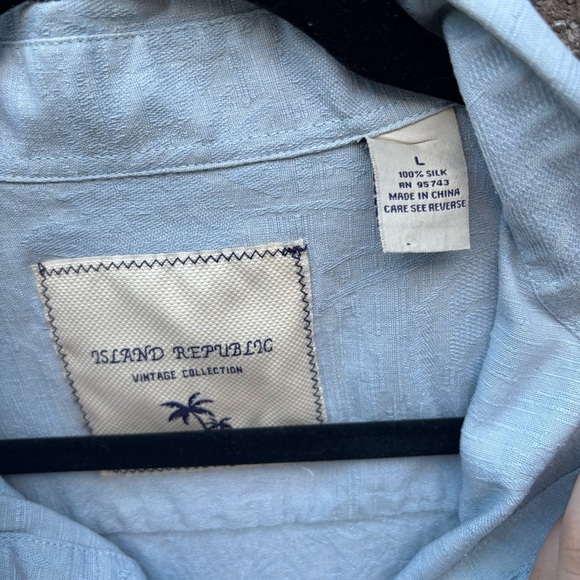 L
100% SILK
RN 95743
MADE IN CHINA
CARE SEE REVERSE
ISLAND REPUBLIC
VINTAGE COLLECTION